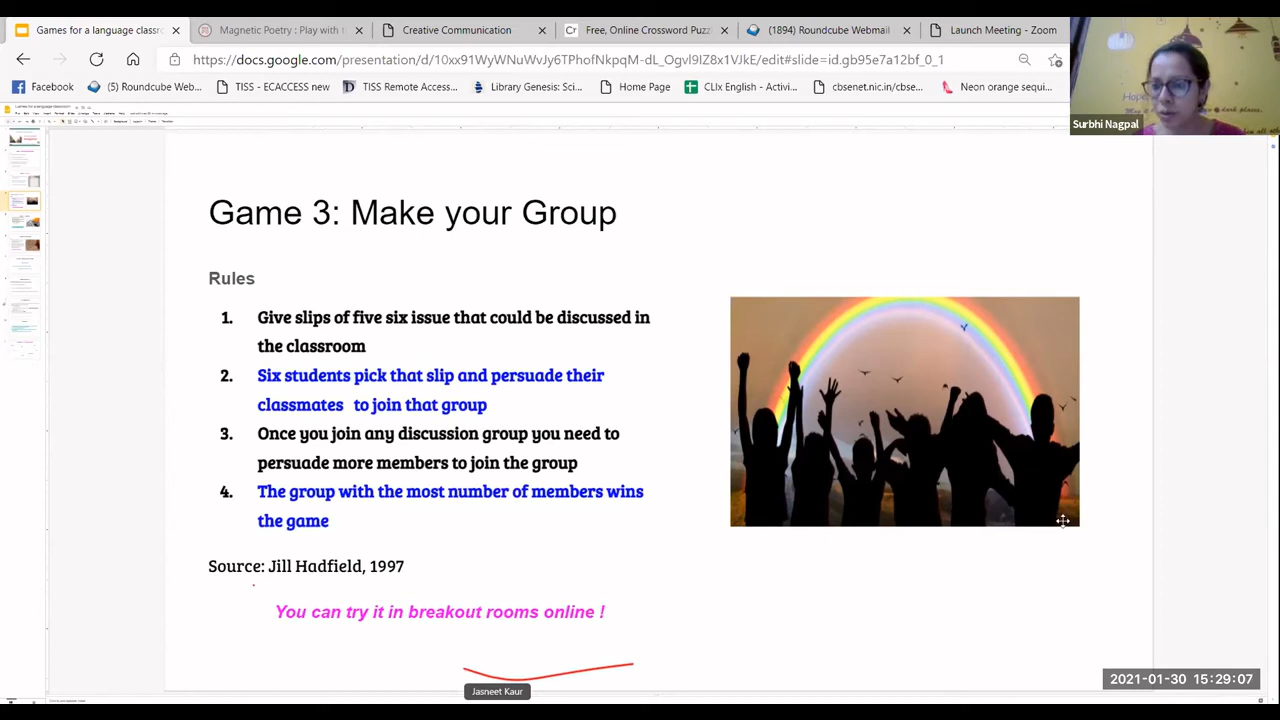 Games for a language classr
Magnetic Poetry : Play with t
Creative Communication
Free, Online Crossword Puzz
(1894) Roundcube Webmail
Launch Meeting - Zoom
https://docs.google.com/presentation/d/10xx91WyWNuWvJy6TPhofNkpqM-dL_Ogvl9IZ8x1VJkE/edit#slide=id.gb95e7a12bf_0_1
Facebook
(5) Roundcube Web...
TISS - ECACCESS new
TISS Remote Access...
Library Genesis: Sci...
Home Page
CLIx English - Activi...
cbsenet.nic.in/cbse...
Neon orange sequi...
Surbhi Nagpal
Game 3: Make your Group
Rules
1. Give slips of five six issue that could be discussed in
the classroom
2. Six students pick that slip and persuade their
classmates to join that group
3. Once you join any discussion group you need to
persuade more members to join the group
4. The group with the most number of members wins
the game
Source: Jill Hadfield, 1997
You can try it in breakout rooms online !
Jasneet Kaur
2021-01-30 15:29:07